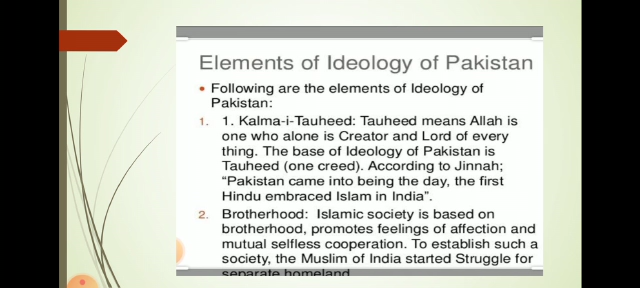 Elements of Ideology of Pakistan
• Following are the elements of Ideology of
Pakistan:
1. 1. Kalma-i-Tauheed: Tauheed means Allah is
one who alone is Creator and Lord of every
thing. The base of Ideology of Pakistan is
Tauheed (one creed). According to Jinnah;
“Pakistan came into being the day, the first
Hindu embraced Islam in India”.
2. Brotherhood: Islamic society is based on
brotherhood, promotes feelings of affection and
mutual selfless cooperation. To establish such a
society, the Muslim of India started Struggle for
separate homeland